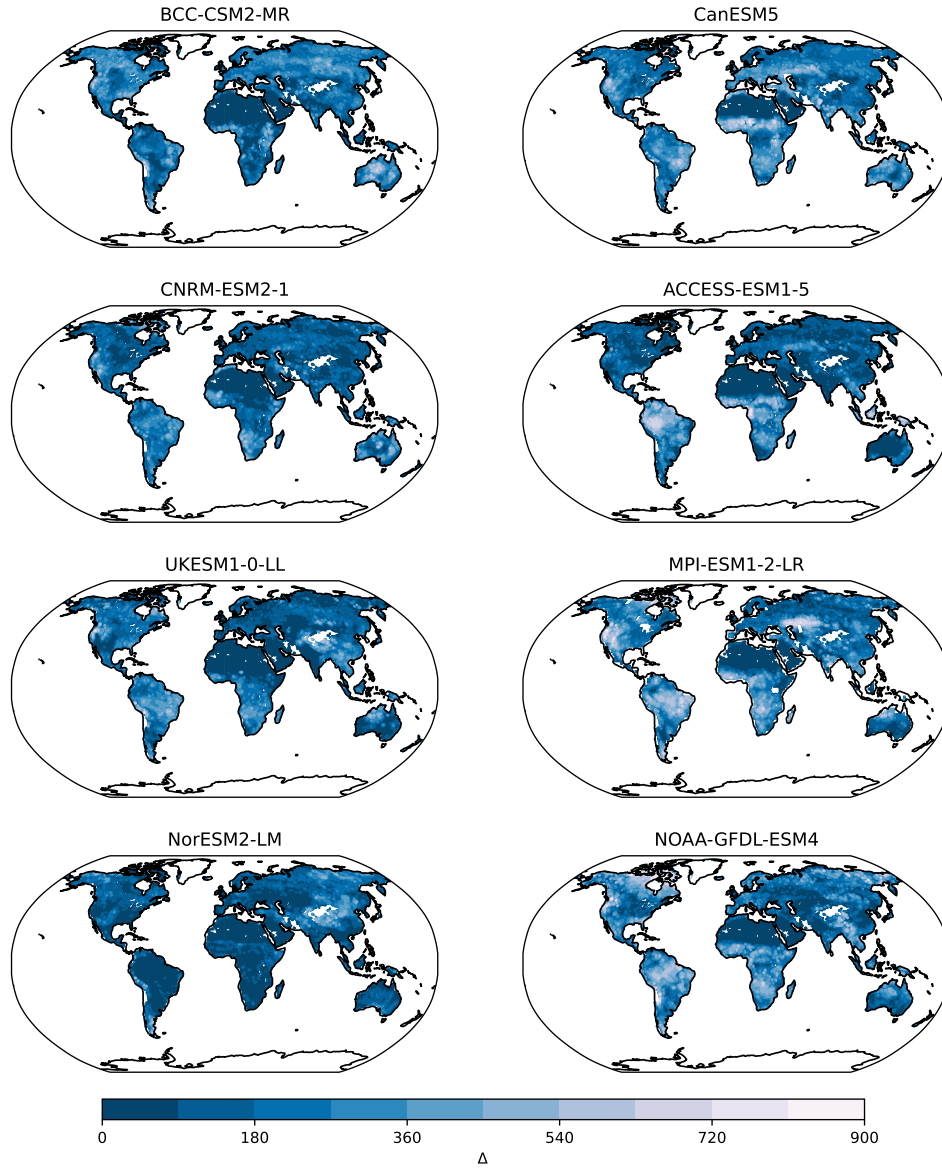 BCC-CSM2-MR
CanESM5
CNRM-ESM2-1
ACCESS-ESM1-5
UKESM1-0-LL
MPI-ESM1-2-LR
NorESM2-LM
NOAA-GFDL-ESM4
0 180 360 540 720 900
Δ